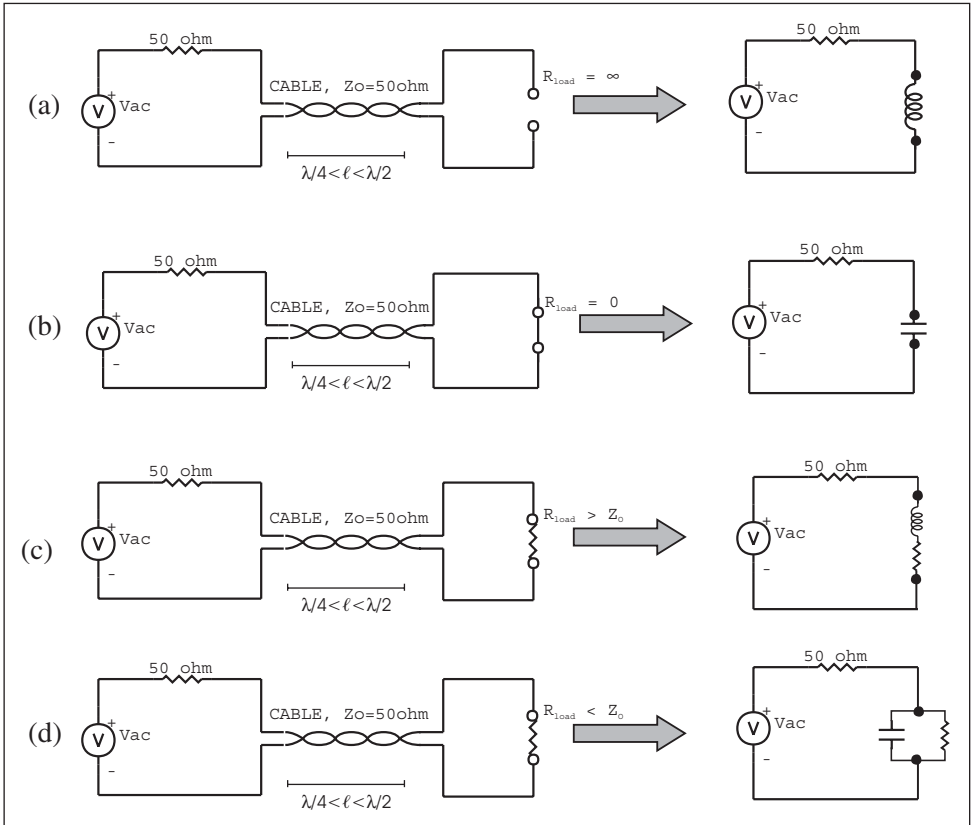 50 ohm
50 ohm
CABLE, Zo=50ohm
R_load = ∞
(a)
+
V
Vac
-
+
V
Vac
-
λ/4<ℓ<λ/2
50 ohm
50 ohm
CABLE, Zo=50ohm
R_load = 0
(b)
+
V
Vac
-
+
V
Vac
-
λ/4<ℓ<λ/2
50 ohm
50 ohm
CABLE, Zo=50ohm
R_load > Z_o
(c)
+
V
Vac
-
+
V
Vac
-
λ/4<ℓ<λ/2
50 ohm
50 ohm
CABLE, Zo=50ohm
R_load < Z_o
(d)
+
V
Vac
-
+
V
Vac
-
λ/4<ℓ<λ/2